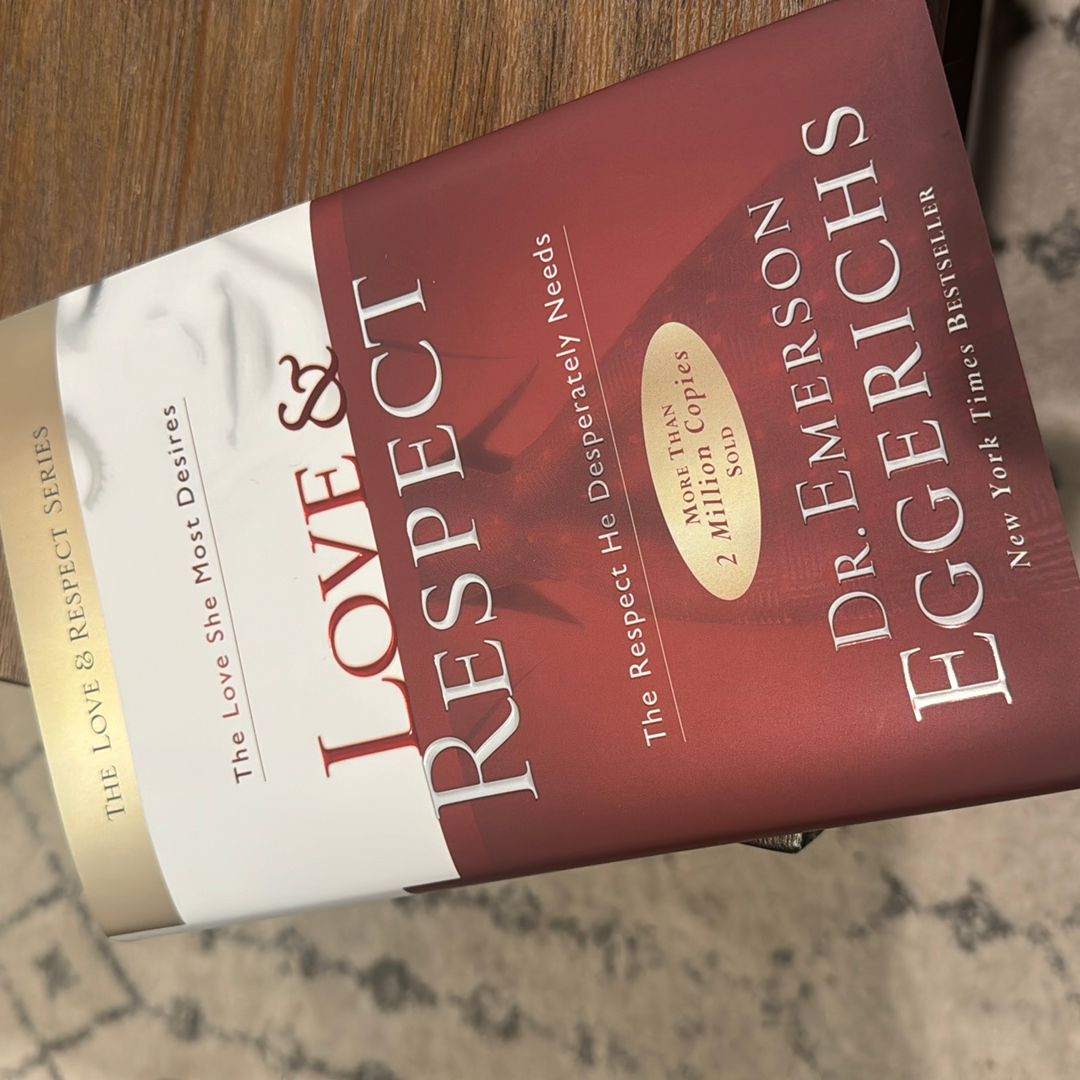 THE LOVE & RESPECT SERIES
The Love She Most Desires
LOVE &
RESPECT
The Respect He Desperately Needs
MORE THAN
2 Million Copies
SOLD
DR. EMERSON
EGGERICHS
New York Times BESTSELLER